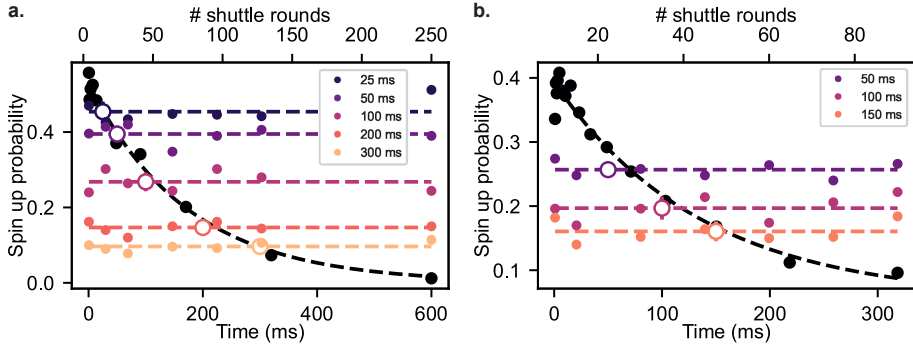 a.
# shuttle rounds
0 50 100 150 200 250
Spin up probability
0.4
0.2
0.0
25 ms
50 ms
100 ms
200 ms
300 ms
0 200 400 600
Time (ms)
b.
# shuttle rounds
20 40 60 80
Spin up probability
0.4
0.3
0.2
0.1
50 ms
100 ms
150 ms
0 100 200 300
Time (ms)